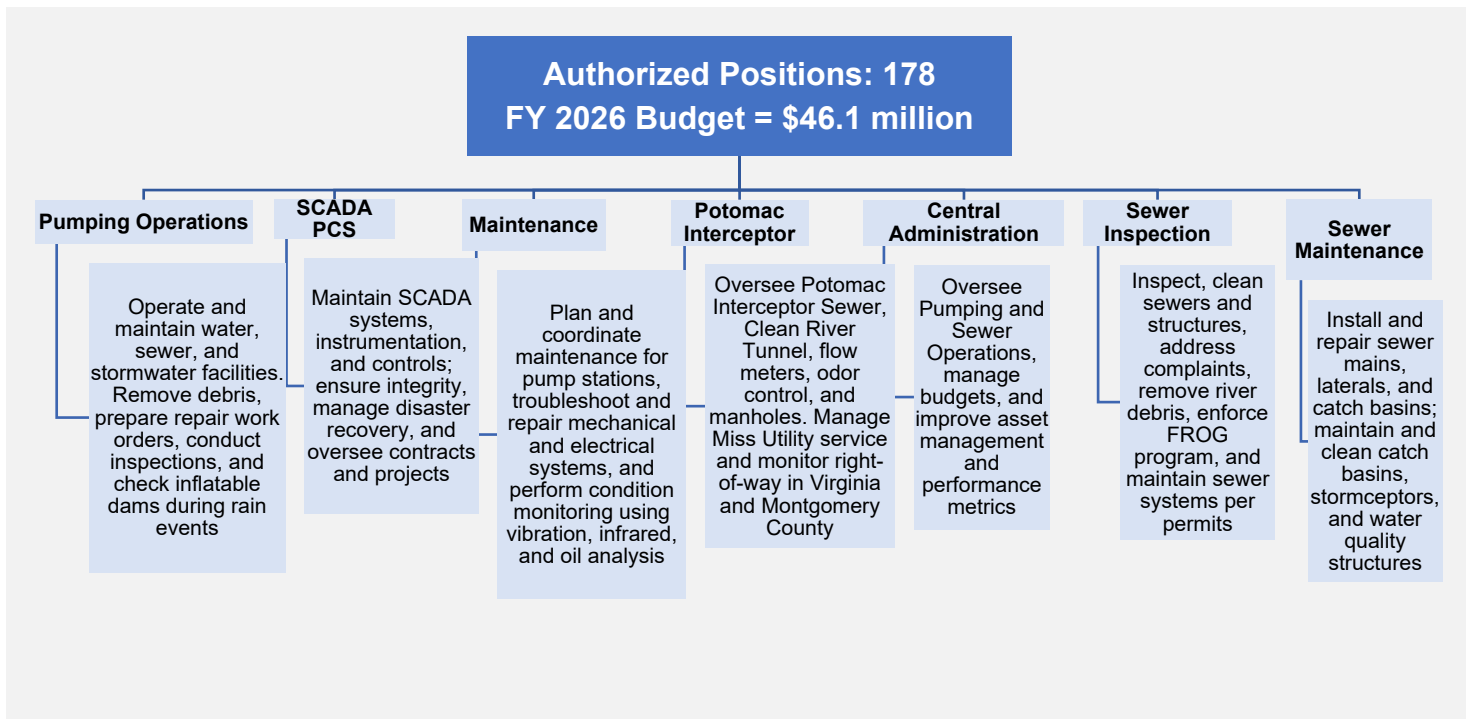 Authorized Positions: 178
FY 2026 Budget = $46.1 million
Pumping Operations
Operate and
maintain water,
sewer, and
stormwater facilities.
Remove debris,
prepare repair work
orders, conduct
inspections, and
check inflatable
dams during rain
events
SCADA
PCS
Maintain SCADA
systems,
instrumentation,
and controls;
ensure integrity,
manage disaster
recovery, and
oversee contracts
and projects
Maintenance
Plan and
coordinate
maintenance for
pump stations,
troubleshoot and
repair mechanical
and electrical
systems, and
perform condition
monitoring using
vibration, infrared,
and oil analysis
Potomac
Interceptor
Oversee Potomac
Interceptor Sewer,
Clean River
Tunnel, flow
meters, odor
control, and
manholes. Manage
Miss Utility service
and monitor right-
of-way in Virginia
and Montgomery
County
Central
Administration
Oversee
Pumping and
Sewer
Operations,
manage
budgets, and
improve asset
management
and
performance
metrics
Sewer
Inspection
Inspect, clean
sewers and
structures,
address
complaints,
remove river
debris, enforce
FROG
program, and
maintain sewer
systems per
permits
Sewer
Maintenance
Install and
repair sewer
mains,
laterals, and
catch basins;
maintain and
clean catch
basins,
stormceptors,
and water
quality
structures